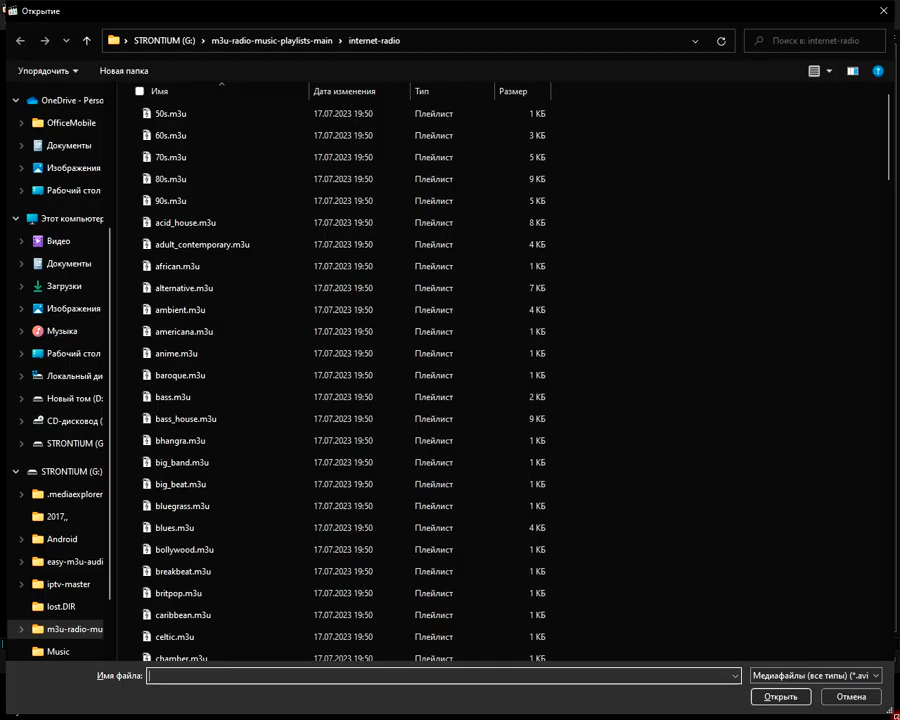 Открытие
STRONTIUM (G:) › m3u-radio-music-playlists-main › internet-radio
Поиск в: internet-radio
Упорядочить
Новая папка
Имя
Дата изменения
Тип
Размер
OneDrive - Perso
OfficeMobile
Документы
Изображения
Рабочий стол
Этот компьютер
Видео
Документы
Загрузки
Изображения
Музыка
Рабочий стол
Локальный ди
Новый том (D:
CD-дисковод (
STRONTIUM (G
STRONTIUM (G:)
.mediaexplorer
2017,,
Android
easy-m3u-audi
iptv-master
lost.DIR
m3u-radio-mus
Music
50s.m3u 17.07.2023 19:50 Плейлист 1 КБ
60s.m3u 17.07.2023 19:50 Плейлист 3 КБ
70s.m3u 17.07.2023 19:50 Плейлист 5 КБ
80s.m3u 17.07.2023 19:50 Плейлист 9 КБ
90s.m3u 17.07.2023 19:50 Плейлист 5 КБ
acid_house.m3u 17.07.2023 19:50 Плейлист 8 КБ
adult_contemporary.m3u 17.07.2023 19:50 Плейлист 4 КБ
african.m3u 17.07.2023 19:50 Плейлист 1 КБ
alternative.m3u 17.07.2023 19:50 Плейлист 7 КБ
ambient.m3u 17.07.2023 19:50 Плейлист 4 КБ
americana.m3u 17.07.2023 19:50 Плейлист 1 КБ
anime.m3u 17.07.2023 19:50 Плейлист 1 КБ
baroque.m3u 17.07.2023 19:50 Плейлист 1 КБ
bass.m3u 17.07.2023 19:50 Плейлист 2 КБ
bass_house.m3u 17.07.2023 19:50 Плейлист 9 КБ
bhangra.m3u 17.07.2023 19:50 Плейлист 1 КБ
big_band.m3u 17.07.2023 19:50 Плейлист 1 КБ
big_beat.m3u 17.07.2023 19:50 Плейлист 1 КБ
bluegrass.m3u 17.07.2023 19:50 Плейлист 1 КБ
blues.m3u 17.07.2023 19:50 Плейлист 4 КБ
bollywood.m3u 17.07.2023 19:50 Плейлист 1 КБ
breakbeat.m3u 17.07.2023 19:50 Плейлист 1 КБ
britpop.m3u 17.07.2023 19:50 Плейлист 1 КБ
caribbean.m3u 17.07.2023 19:50 Плейлист 1 КБ
celtic.m3u 17.07.2023 19:50 Плейлист 1 КБ
chamber.m3u 17.07.2023 19:50 Плейлист 1 КБ
Имя файла:
Медиафайлы (все типы) (*.avi
Открыть
Отмена